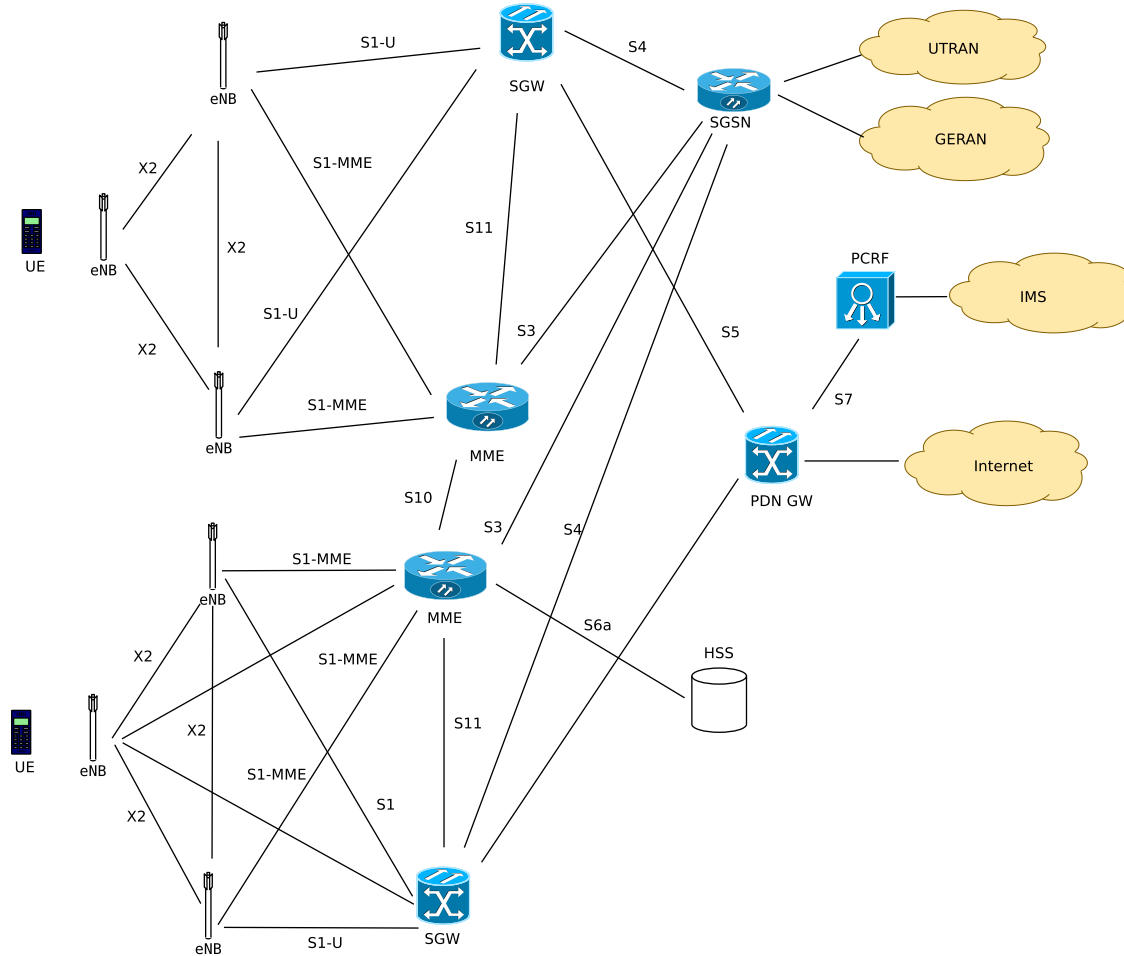 S1-U
S4
UTRAN
SGW
eNB
SGSN
GERAN
X2
S1-MME
S11
X2
UE
eNB
PCRF
IMS
S1-U
S3
S5
X2
S1-MME
S7
eNB
MME
Internet
S10
PDN GW
S3
S4
S1-MME
eNB
MME
S6a
X2
S1-MME
HSS
X2
S11
UE
eNB
S1-MME
X2
S1
eNB
S1-U
SGW